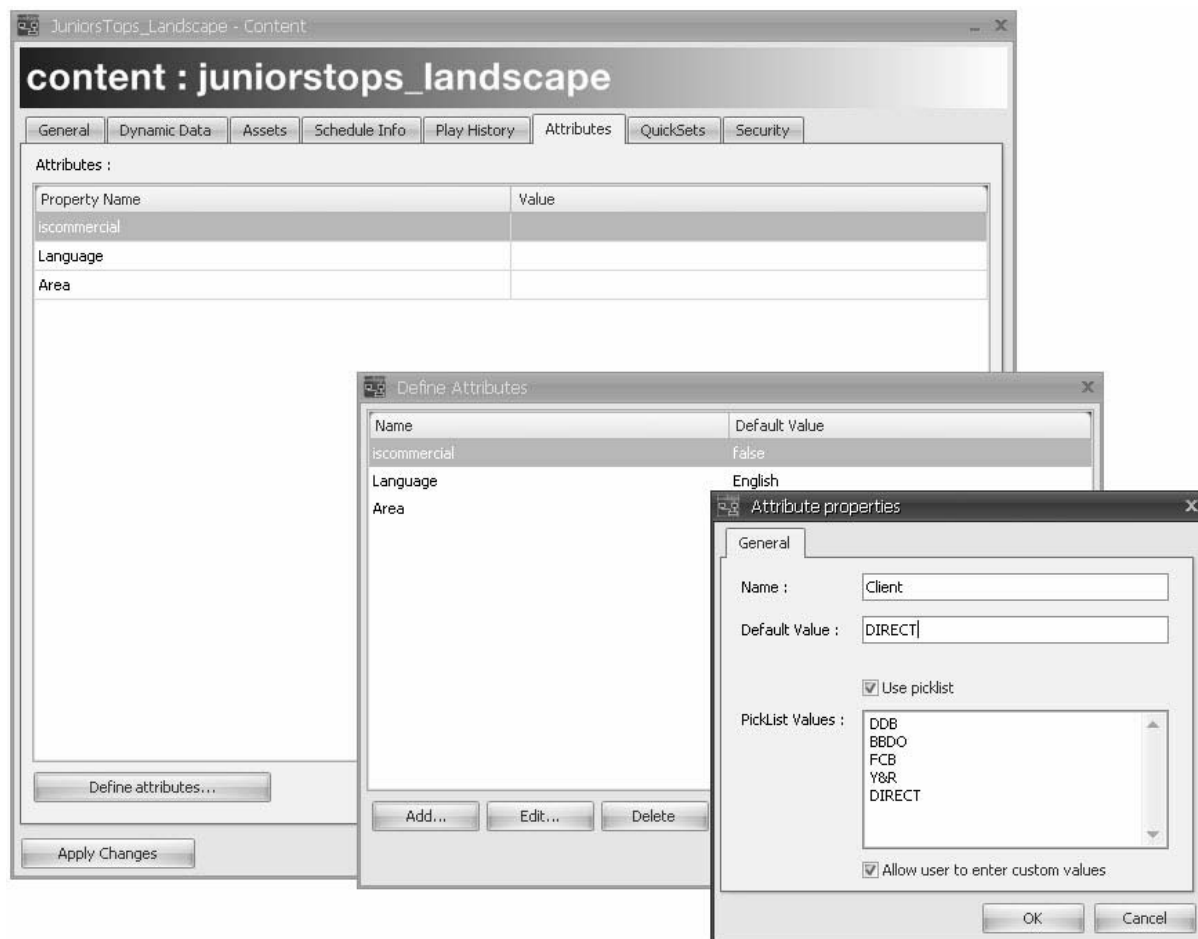 JuniorsTops_Landscape - Content
content : juniorstops_landscape
General Dynamic Data Assets Schedule Info Play History Attributes QuickSets Security
Attributes :
Property Name Value
iscommercial
Language
Area
Define Attributes
Name Default Value
iscommercial false
Language English
Area
Attribute properties
General
Name : Client
Default Value : DIRECT
Use picklist
PickList Values :
DDB
BBDO
FCB
Y&R
DIRECT
Allow user to enter custom values
OK Cancel
Add... Edit... Delete
Define attributes...
Apply Changes